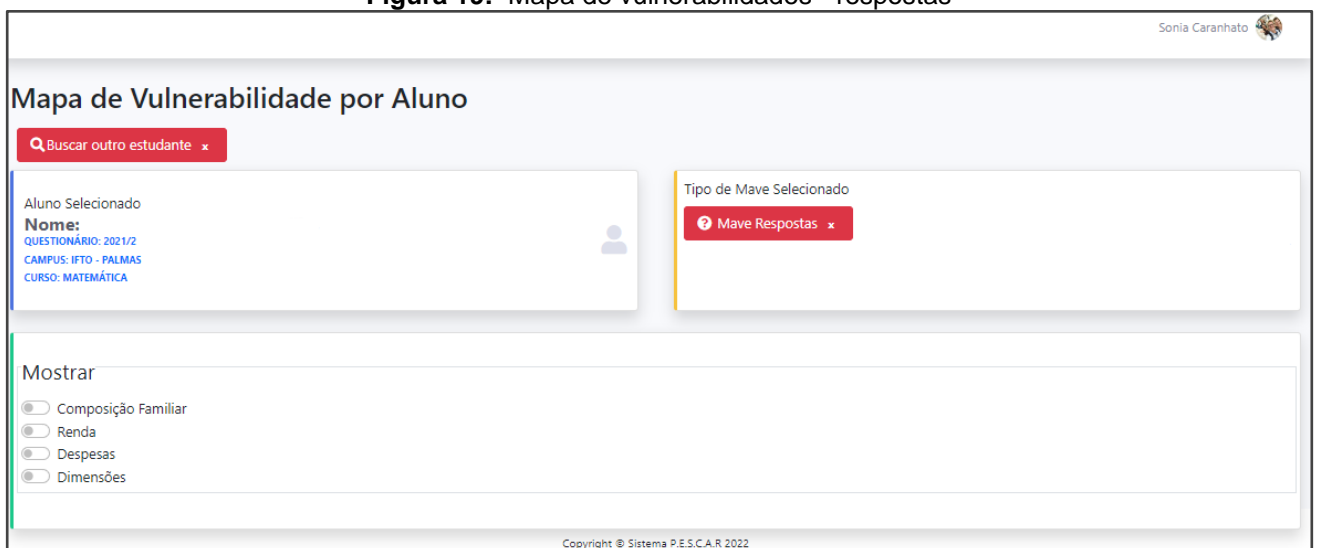 Figura 19: Mapa de vulnerabilidades - respostas
Sonia Caranhato
Mapa de Vulnerabilidade por Aluno
Buscar outro estudante x
Aluno Selecionado
Nome:
QUESTIONÁRIO: 2021/2
CAMPUS: IFTO - PALMAS
CURSO: MATEMÁTICA
Tipo de Mave Selecionado
Mave Respostas x
Mostrar
Composição Familiar
Renda
Despesas
Dimensões
Copyright © Sistema P.E.S.C.A.R 2022